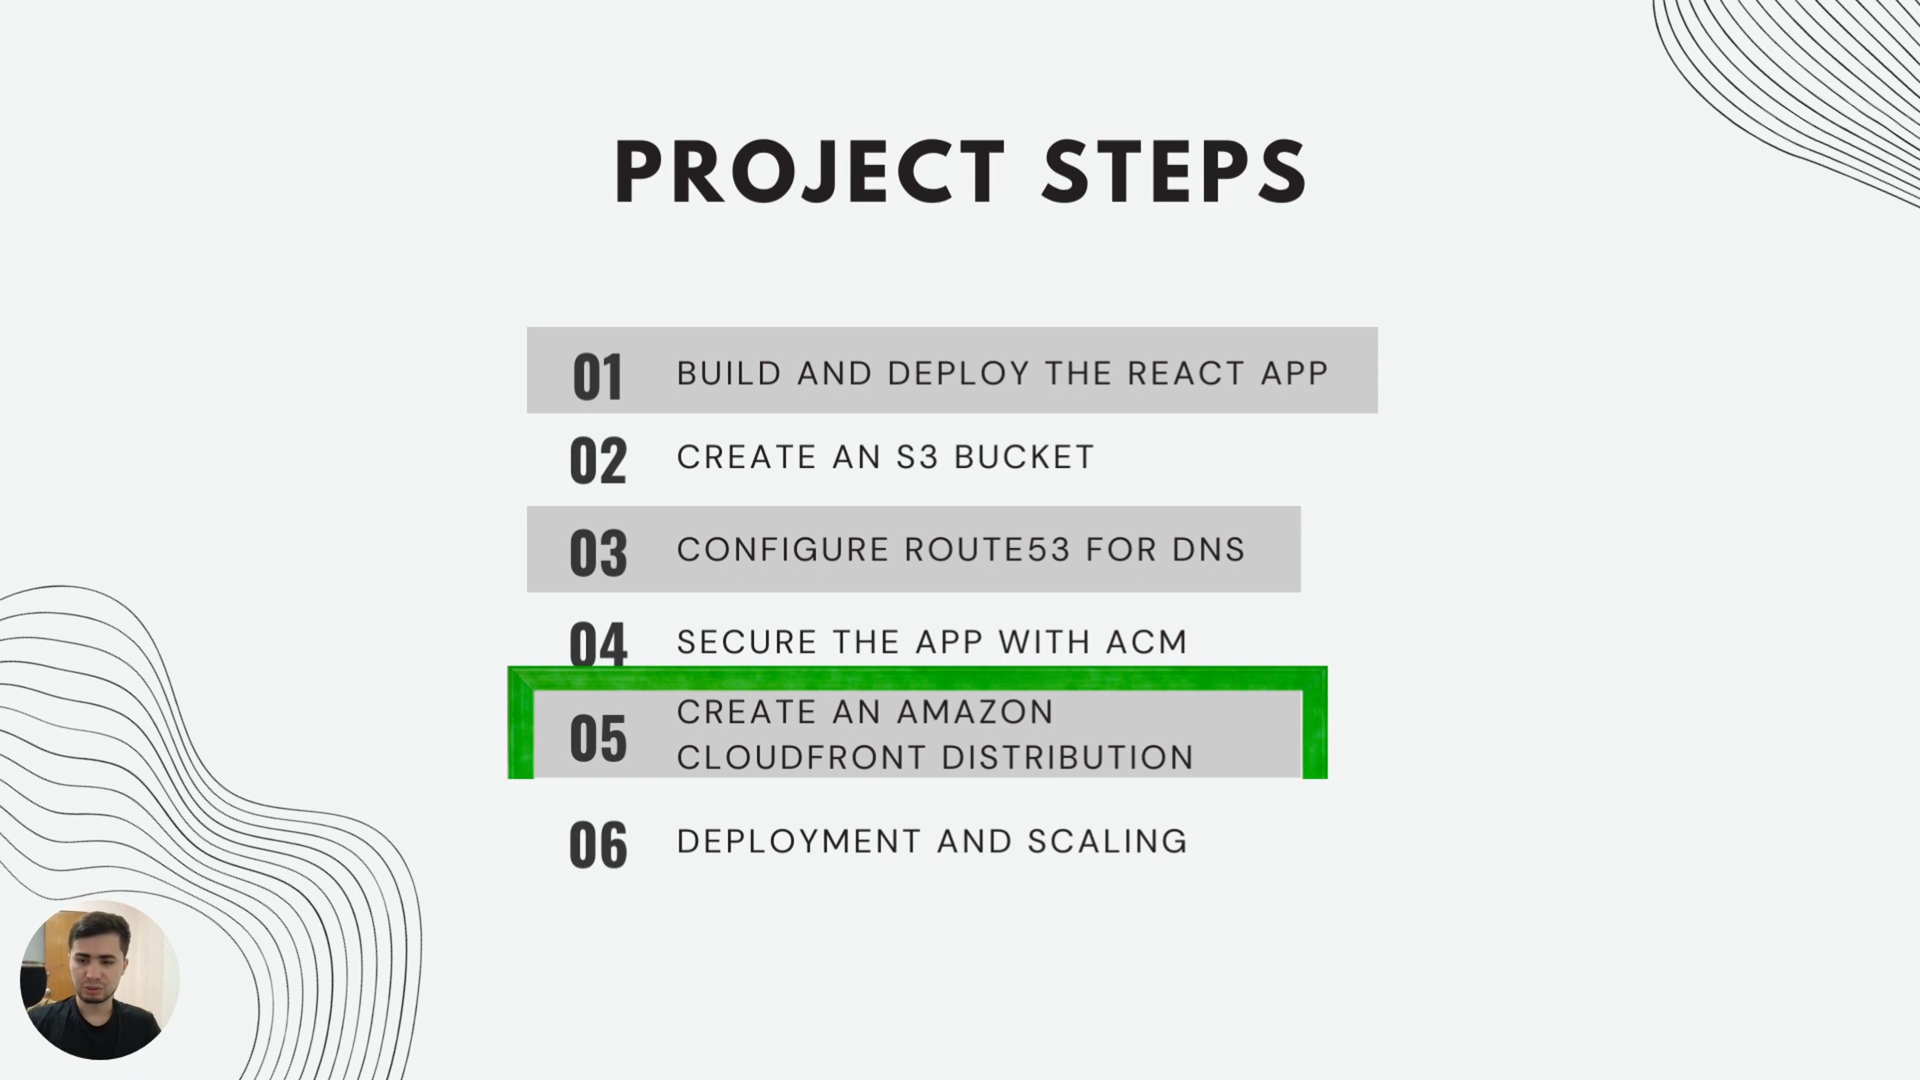 PROJECT STEPS
01 BUILD AND DEPLOY THE REACT APP
02 CREATE AN S3 BUCKET
03 CONFIGURE ROUTE53 FOR DNS
04 SECURE THE APP WITH ACM
05 CREATE AN AMAZON
CLOUDFRONT DISTRIBUTION
06 DEPLOYMENT AND SCALING